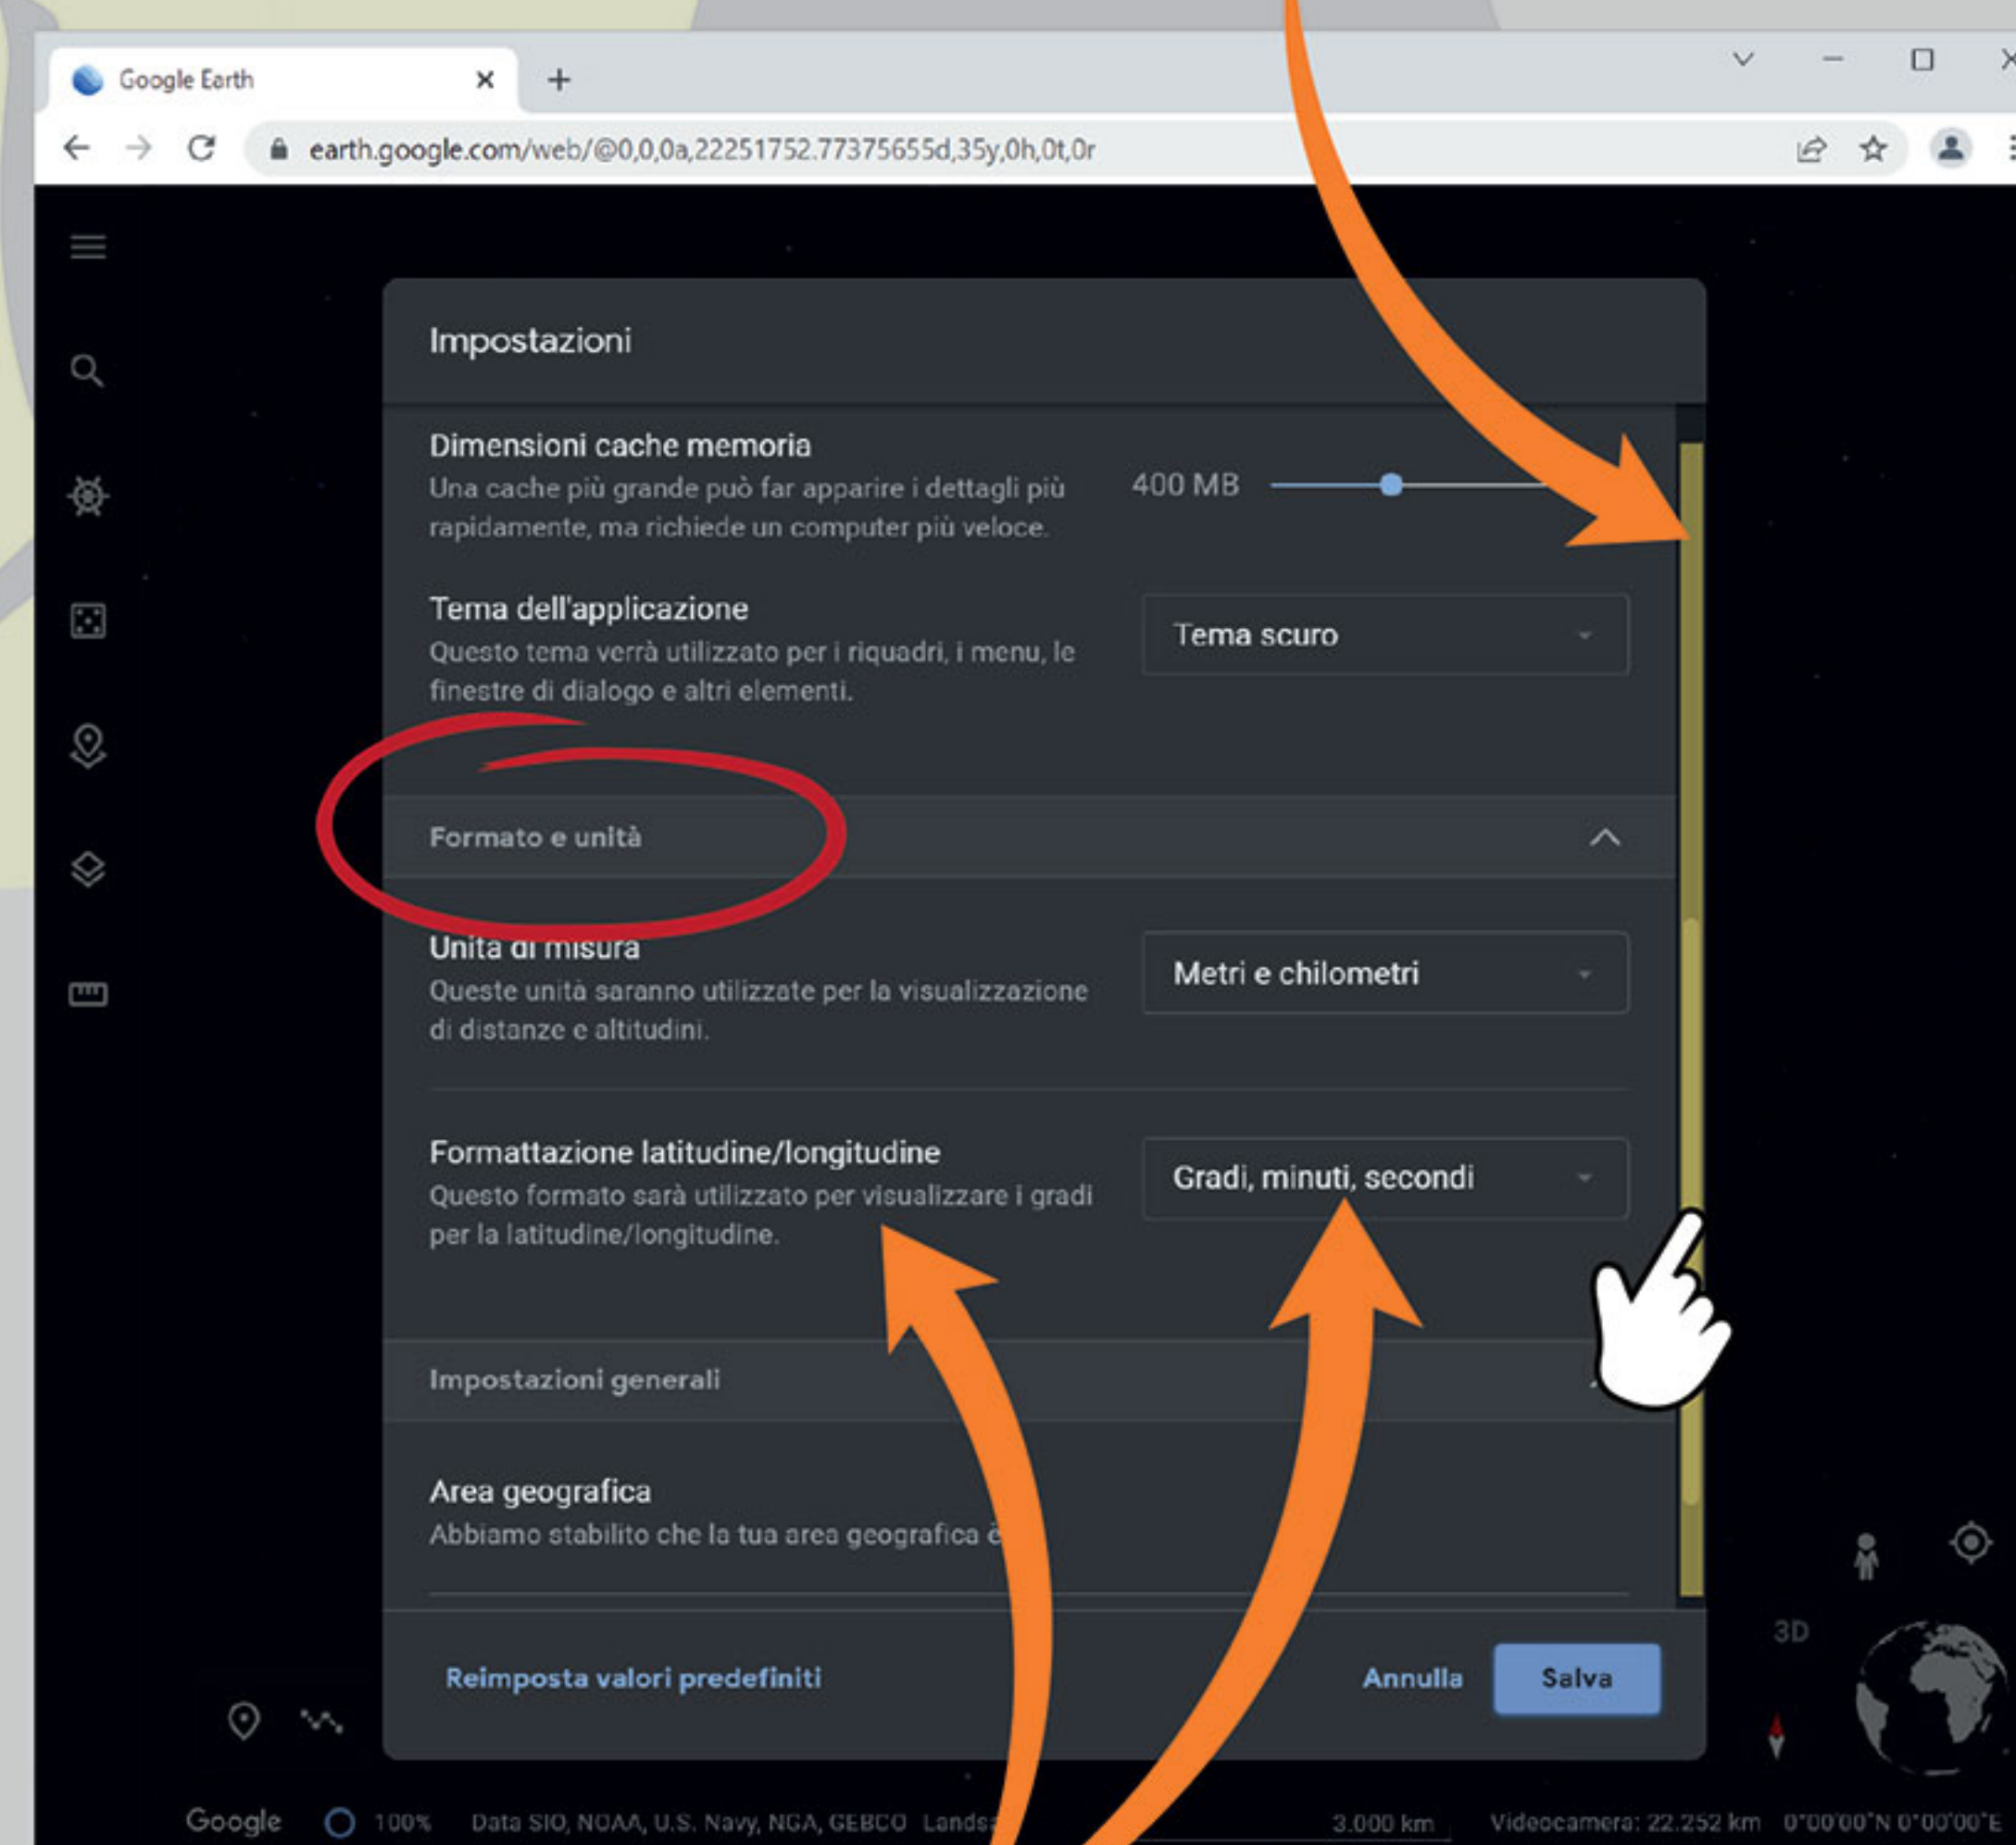 Google Earth
earth.google.com/web/@0,0,0a,22251752.77375655d,35y,0h,0t,0r
Impostazioni
Dimensioni cache memoria
Una cache più grande può far apparire i dettagli più
rapidamente, ma richiede un computer più veloce.
400 MB
Tema dell'applicazione
Questo tema verrà utilizzato per i riquadri, i menu, le
finestre di dialogo e altri elementi.
Tema scuro
Formato e unità
Unità di misura
Queste unità saranno utilizzate per la visualizzazione
di distanze e altitudini.
Metri e chilometri
Formattazione latitudine/longitudine
Questo formato sarà utilizzato per visualizzare i gradi
per la latitudine/longitudine.
Gradi, minuti, secondi
Impostazioni generali
Area geografica
Abbiamo stabilito che la tua area geografica è
Reimposta valori predefiniti
Annulla
Salva
3D
Google 100% Data SIO, NOAA, U.S. Navy, NGA, GEBCO 3.000 km Videocamera: 22.252 km 0°00'00"N 0°00'00"E